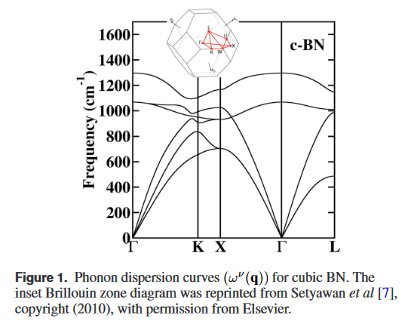 1600
1400
1200
1000
800
600
400
200
0
Frequency (cm⁻¹)
c-BN
Γ K X Γ L
Figure 1. Phonon dispersion curves (ωᵛ(q)) for cubic BN. The
inset Brillouin zone diagram was reprinted from Setyawan et al [7],
copyright (2010), with permission from Elsevier.